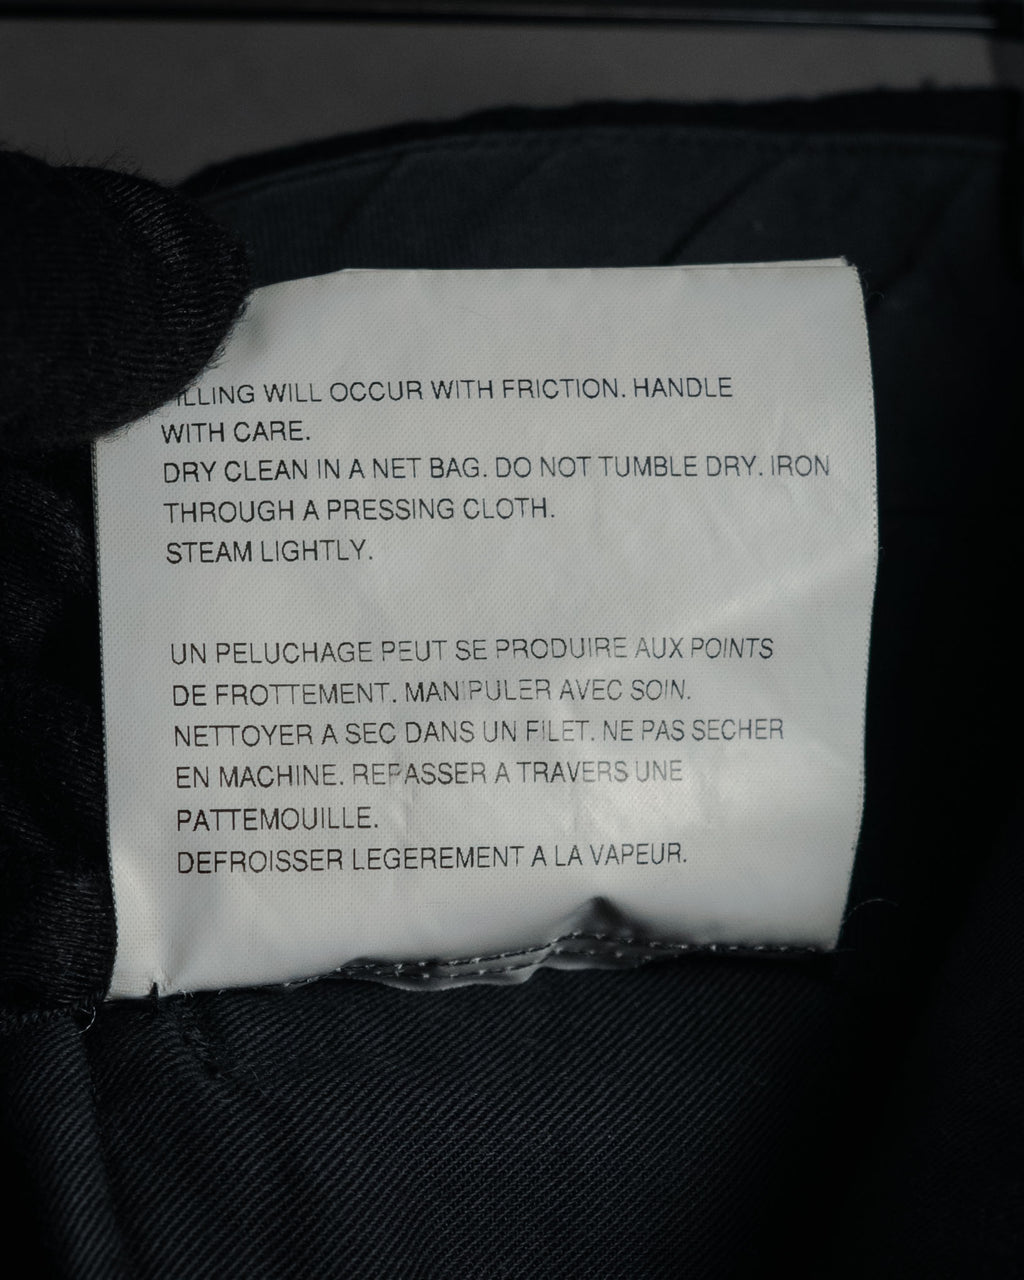 PILLING WILL OCCUR WITH FRICTION. HANDLE
WITH CARE.
DRY CLEAN IN A NET BAG. DO NOT TUMBLE DRY. IRON
THROUGH A PRESSING CLOTH.
STEAM LIGHTLY.
UN PELUCHAGE PEUT SE PRODUIRE AUX POINTS
DE FROTTEMENT. MANIPULER AVEC SOIN.
NETTOYER A SEC DANS UN FILET. NE PAS SECHER
EN MACHINE. REPASSER A TRAVERS UNE
PATTEMOUILLE.
DEFROISSER LEGEREMENT A LA VAPEUR.